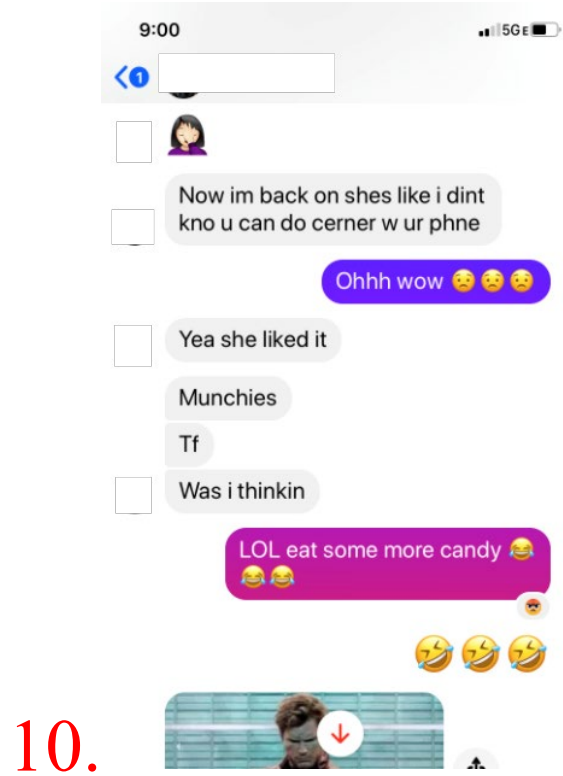 9:00
5G E
1
🤦🏻‍♀️
Now im back on shes like i dint
kno u can do cerner w ur phne
Ohhh wow 😟😟😟
Yea she liked it
Munchies
Tf
Was i thinkin
LOL eat some more candy 😂
😂😂
😡
🤣🤣🤣
10.